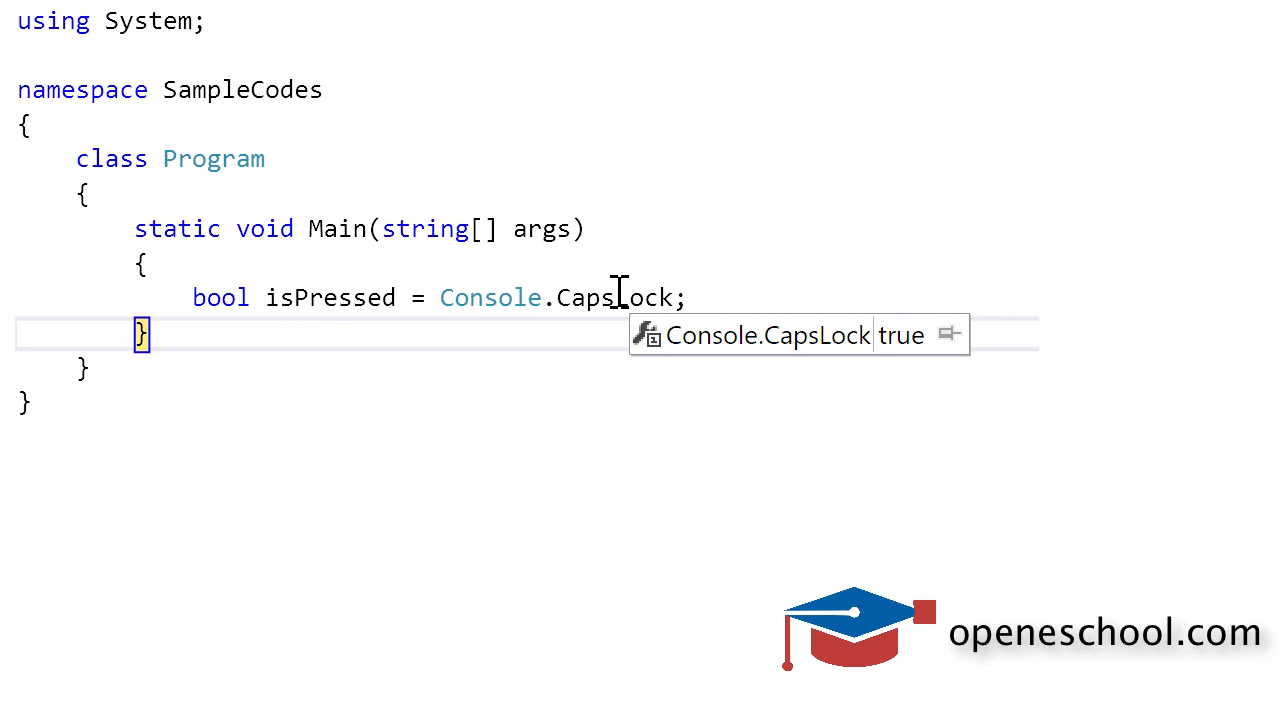 using System;
namespace SampleCodes
{
class Program
{
static void Main(string[] args)
{
bool isPressed = Console.CapsLock;
}
Console.CapsLock true
}
}
openeschool.com